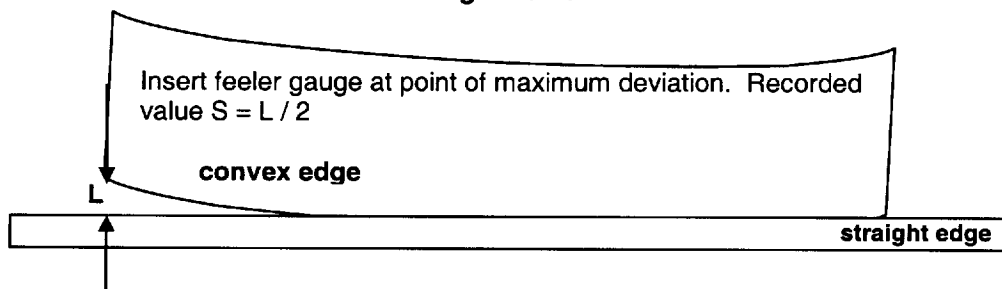 Insert feeler gauge at point of maximum deviation. Recorded
value S = L / 2
convex edge
L
straight edge